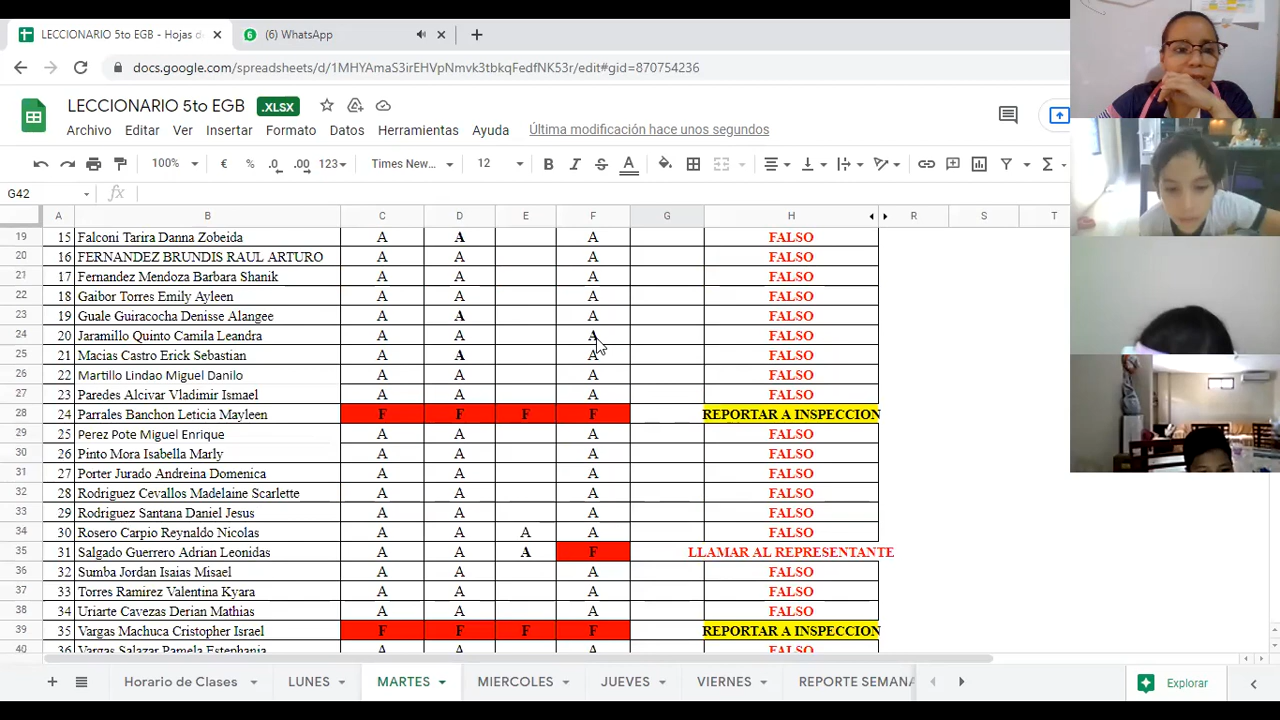 LECCIONARIO 5to EGB - Hojas de
6 (6) WhatsApp
docs.google.com/spreadsheets/d/1MHYAmaS3irEHVpNmvk3tbkqFedfNK53r/edit#gid=870754236
LECCIONARIO 5to EGB .XLSX
Archivo Editar Ver Insertar Formato Datos Herramientas Ayuda Última modificación hace unos segundos
100% € % .0 .00 123 Times New... 12 B I S A Σ
G42 fx
A B C D E F G H R S T
19 15 Falconi Tarira Danna Zobeida A A A FALSO
20 16 FERNANDEZ BRUNDIS RAUL ARTURO A A A FALSO
21 17 Fernandez Mendoza Barbara Shanik A A A FALSO
22 18 Gaibor Torres Emily Ayleen A A A FALSO
23 19 Guale Guiracocha Denisse Alangee A A A FALSO
24 20 Jaramillo Quinto Camila Leandra A A A FALSO
25 21 Macias Castro Erick Sebastian A A A FALSO
26 22 Martillo Lindao Miguel Danilo A A A FALSO
27 23 Paredes Alcivar Vladimir Ismael A A A FALSO
28 24 Parrales Banchon Leticia Mayleen F F F F REPORTAR A INSPECCION
29 25 Perez Pote Miguel Enrique A A A FALSO
30 26 Pinto Mora Isabella Marly A A A FALSO
31 27 Porter Jurado Andreina Domenica A A A FALSO
32 28 Rodriguez Cevallos Madelaine Scarlette A A A FALSO
33 29 Rodriguez Santana Daniel Jesus A A A FALSO
34 30 Rosero Carpio Reynaldo Nicolas A A A A FALSO
35 31 Salgado Guerrero Adrian Leonidas A A A F LLAMAR AL REPRESENTANTE
36 32 Sumba Jordan Isaias Misael A A A FALSO
37 33 Torres Ramirez Valentina Kyara A A A FALSO
38 34 Uriarte Cavezas Derian Mathias A A A FALSO
39 35 Vargas Machuca Cristopher Israel F F F F REPORTAR A INSPECCION
40 36 Vargas Salazar Pamela Estephania A A A FALSO
Horario de Clases LUNES MARTES MIERCOLES JUEVES VIERNES REPORTE SEMANA Explorar